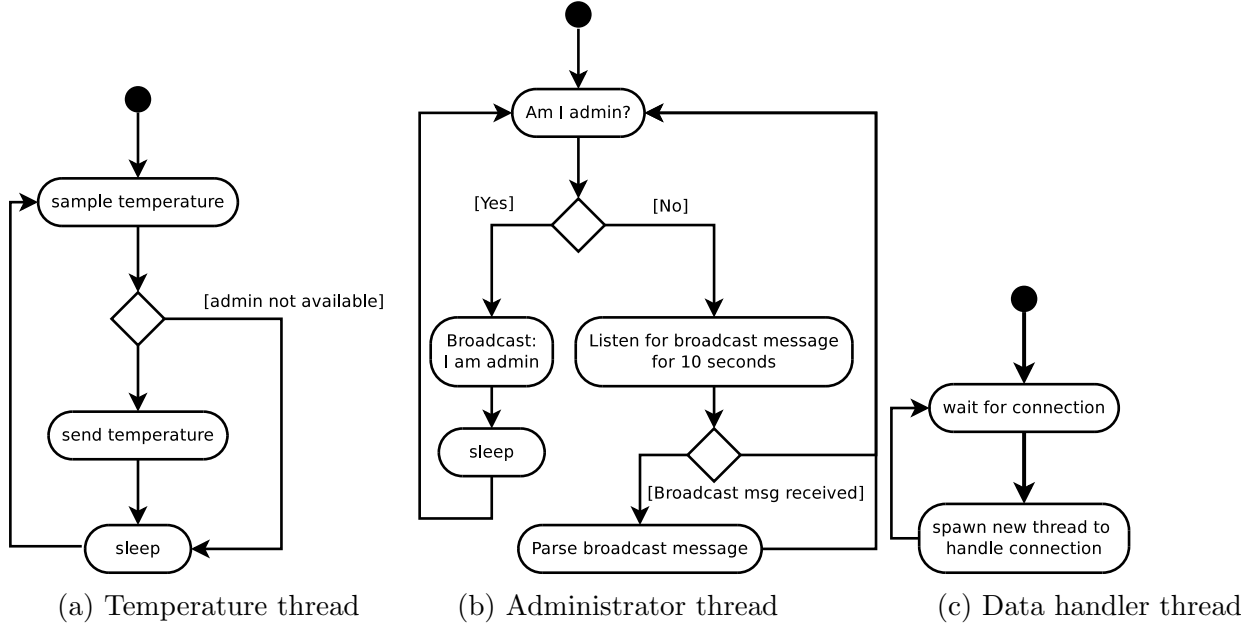 sample temperature
[admin not available]
send temperature
sleep
(a) Temperature thread
Am I admin?
[Yes]
[No]
Broadcast:
I am admin
sleep
Listen for broadcast message
for 10 seconds
[Broadcast msg received]
Parse broadcast message
(b) Administrator thread
wait for connection
spawn new thread to
handle connection
(c) Data handler thread